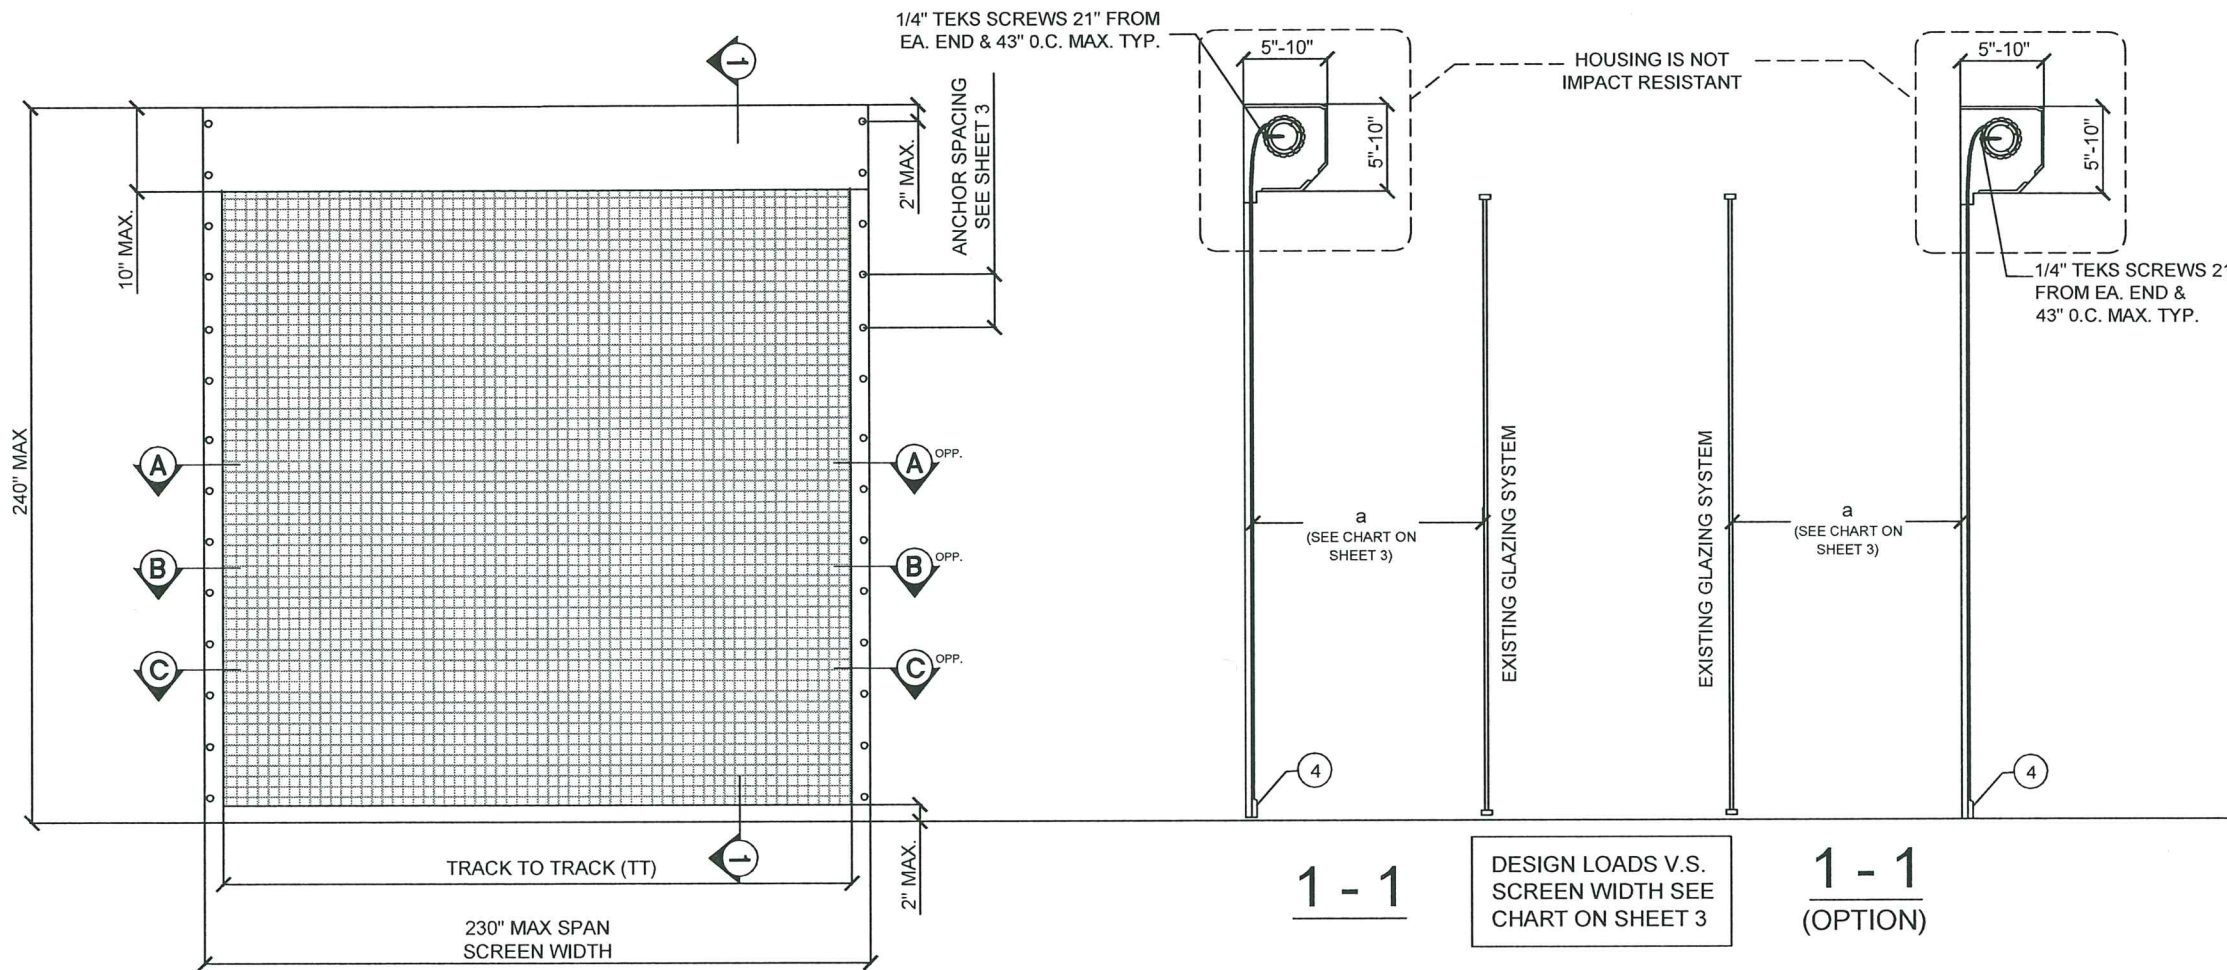 1/4" TEKS SCREWS 21" FROM
EA. END & 43" 0.C. MAX. TYP.
5"-10"
HOUSING IS NOT
IMPACT RESISTANT
5"-10"
1
ANCHOR SPACING
SEE SHEET 3
2" MAX.
10" MAX.
5"-10"
5"-10"
1/4" TEKS SCREWS 21
FROM EA. END &
43" 0.C. MAX. TYP.
240" MAX
A
A OPP.
B
B OPP.
C
C OPP.
a
(SEE CHART ON
SHEET 3)
EXISTING GLAZING SYSTEM
EXISTING GLAZING SYSTEM
a
(SEE CHART ON
SHEET 3)
4
4
1
TRACK TO TRACK (TT)
2" MAX.
230" MAX SPAN
SCREEN WIDTH
1 - 1
DESIGN LOADS V.S.
SCREEN WIDTH SEE
CHART ON SHEET 3
1 - 1
(OPTION)